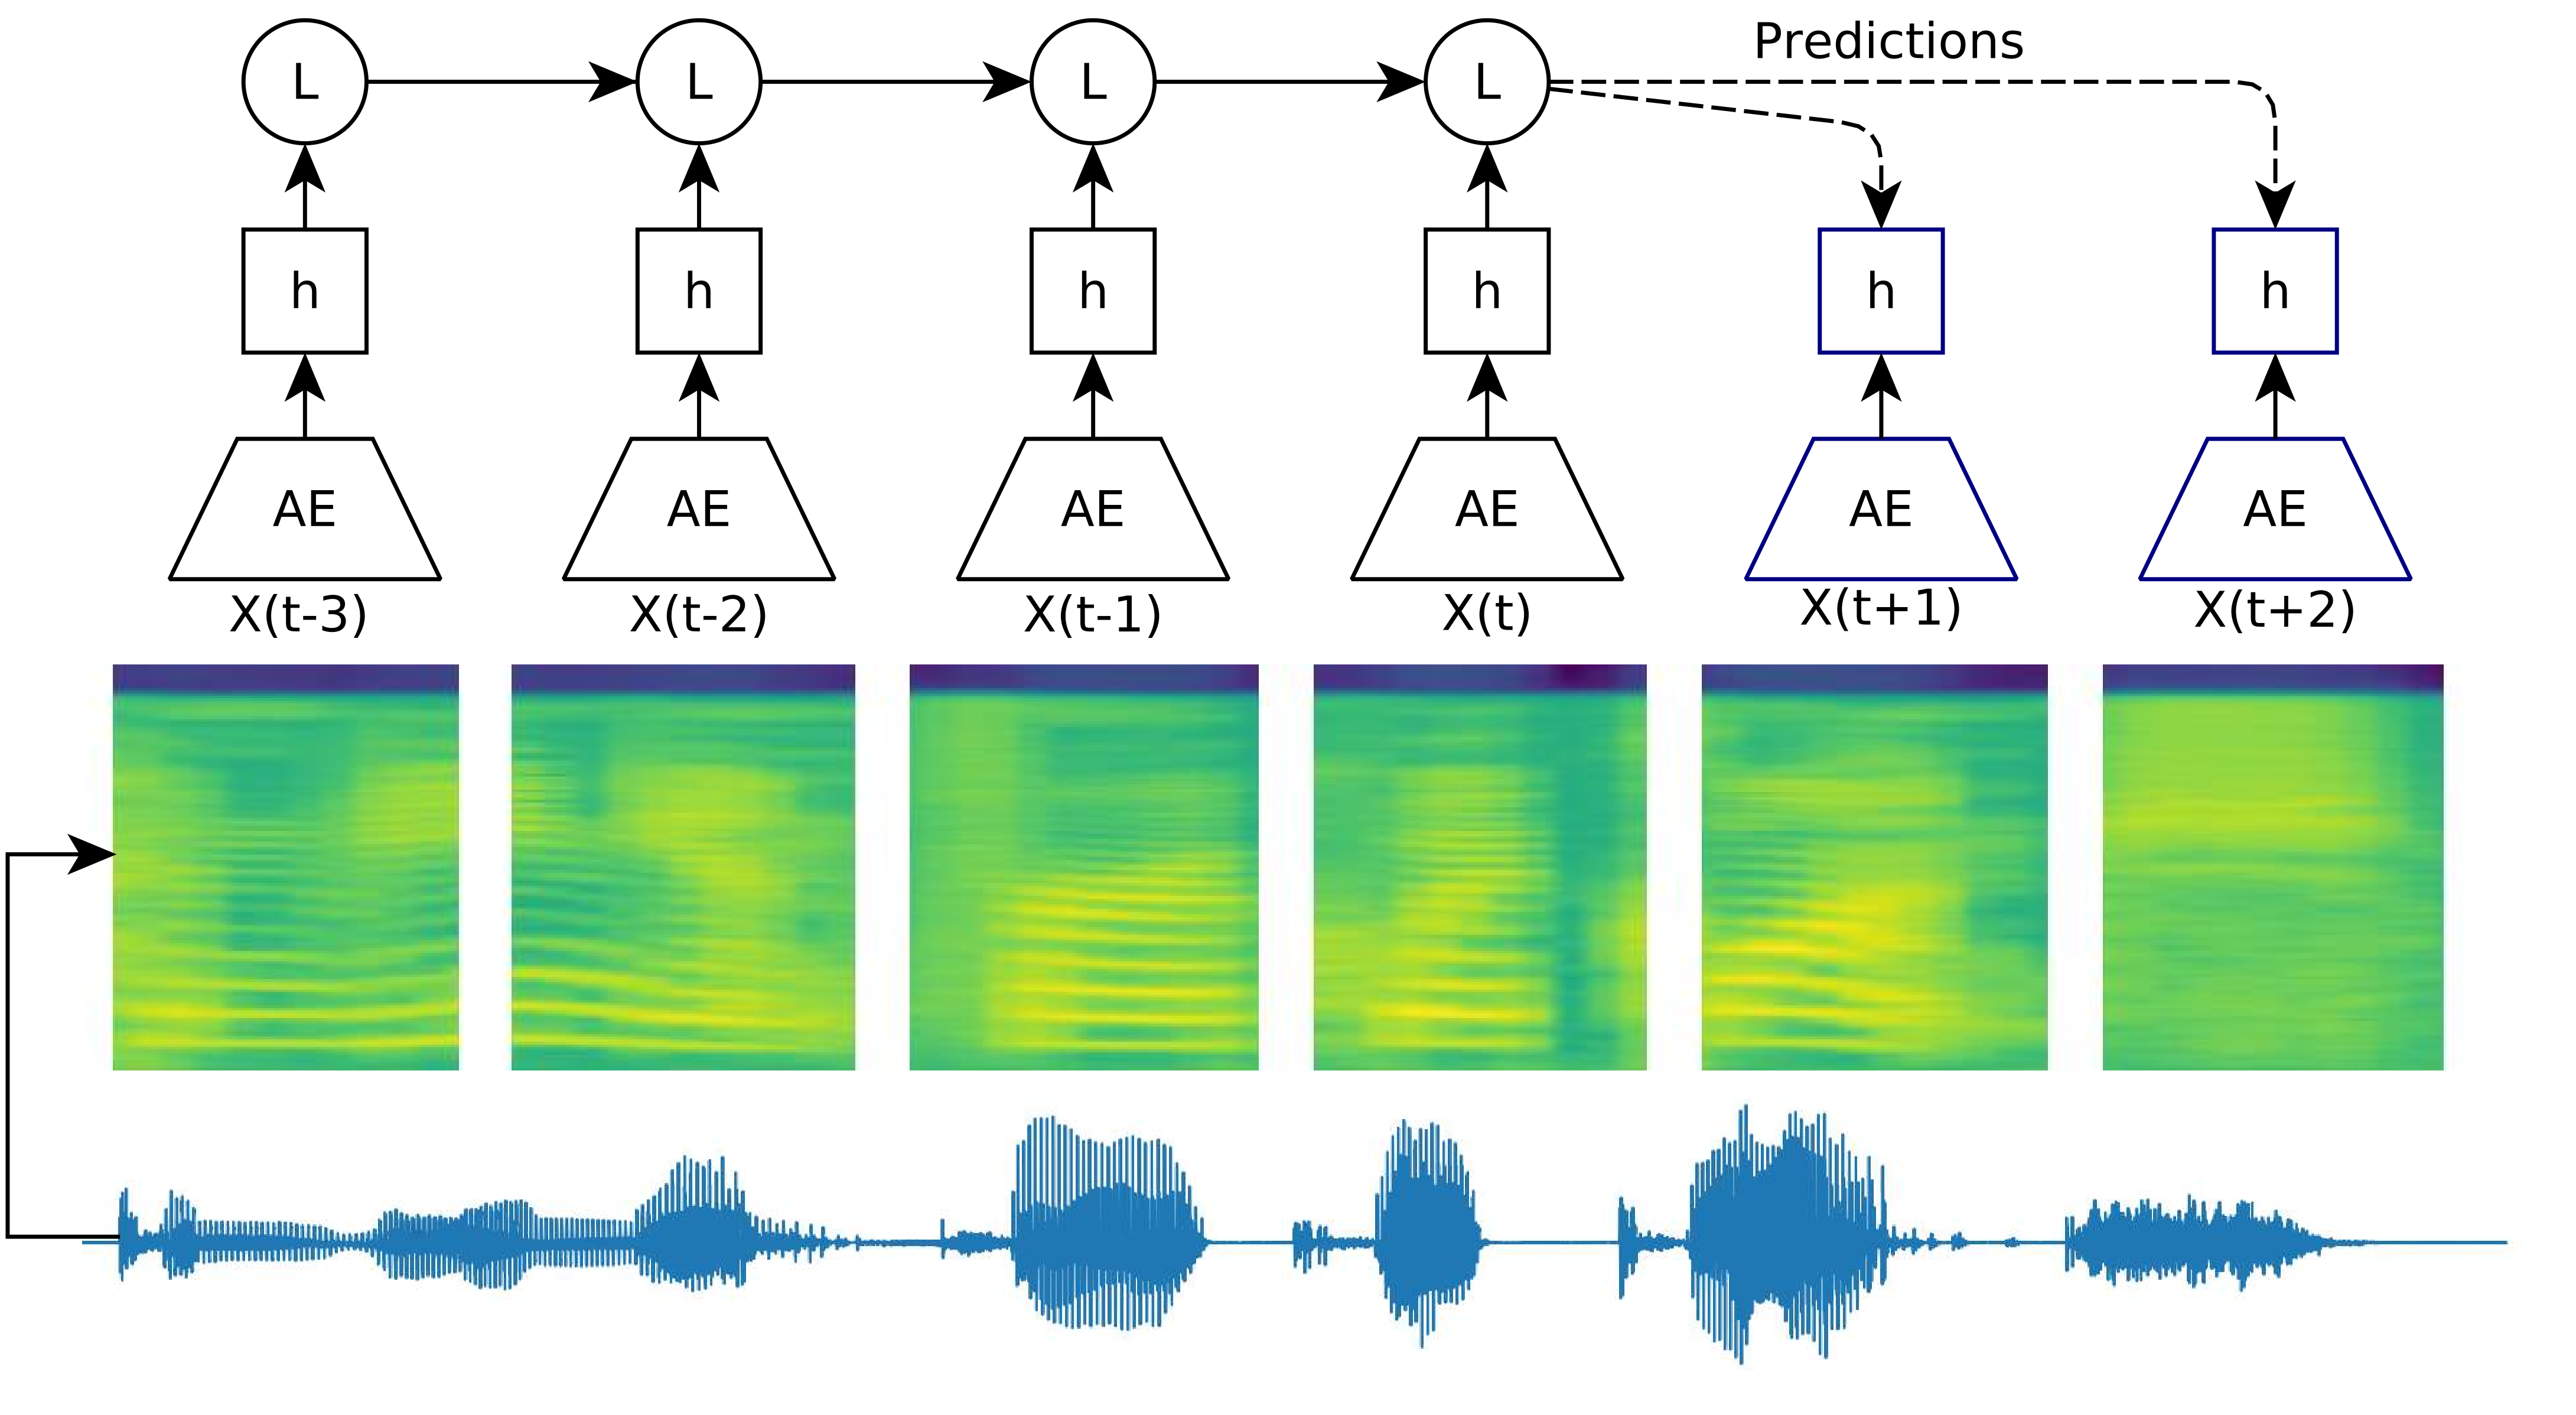 Predictions
L L L L
h h h h h h
AE AE AE AE AE AE
X(t-3) X(t-2) X(t-1) X(t) X(t+1) X(t+2)